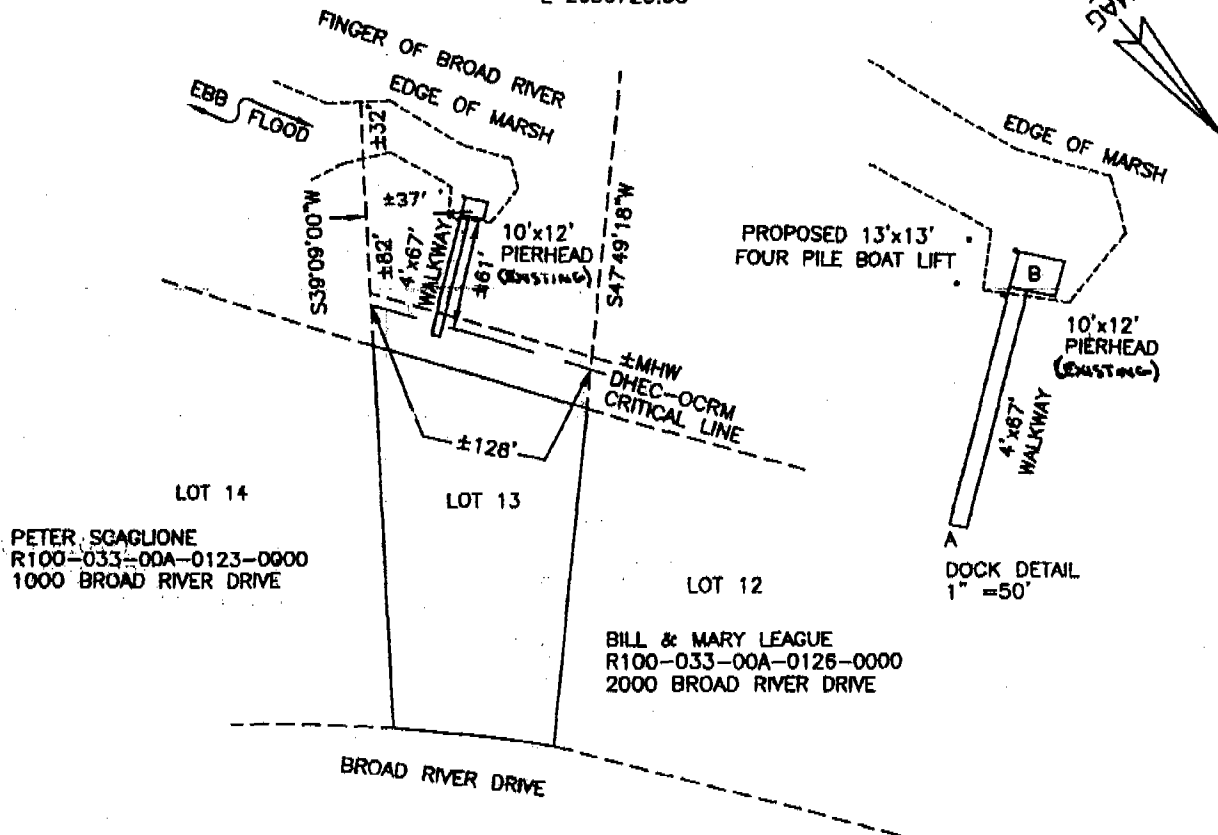 FINGER OF BROAD RIVER
EDGE OF MARSH
EBB
FLOOD
±32'
S39°09'00"W
±37'
±82'
4'x67'
WALKWAY
±61'
10'x12'
PIERHEAD
(EXISTING)
S47°49'18"W
±MHW
DHEC-OCRM
CRITICAL LINE
±128'
LOT 14
LOT 13
PETER SCAGLIONE
R100-033-00A-0123-0000
1000 BROAD RIVER DRIVE
LOT 12
BILL & MARY LEAGUE
R100-033-00A-0126-0000
2000 BROAD RIVER DRIVE
BROAD RIVER DRIVE
MAG
EDGE OF MARSH
PROPOSED 13'x13'
FOUR PILE BOAT LIFT
B
10'x12'
PIERHEAD
(EXISTING)
4'x67'
WALKWAY
A
DOCK DETAIL
1" =50'